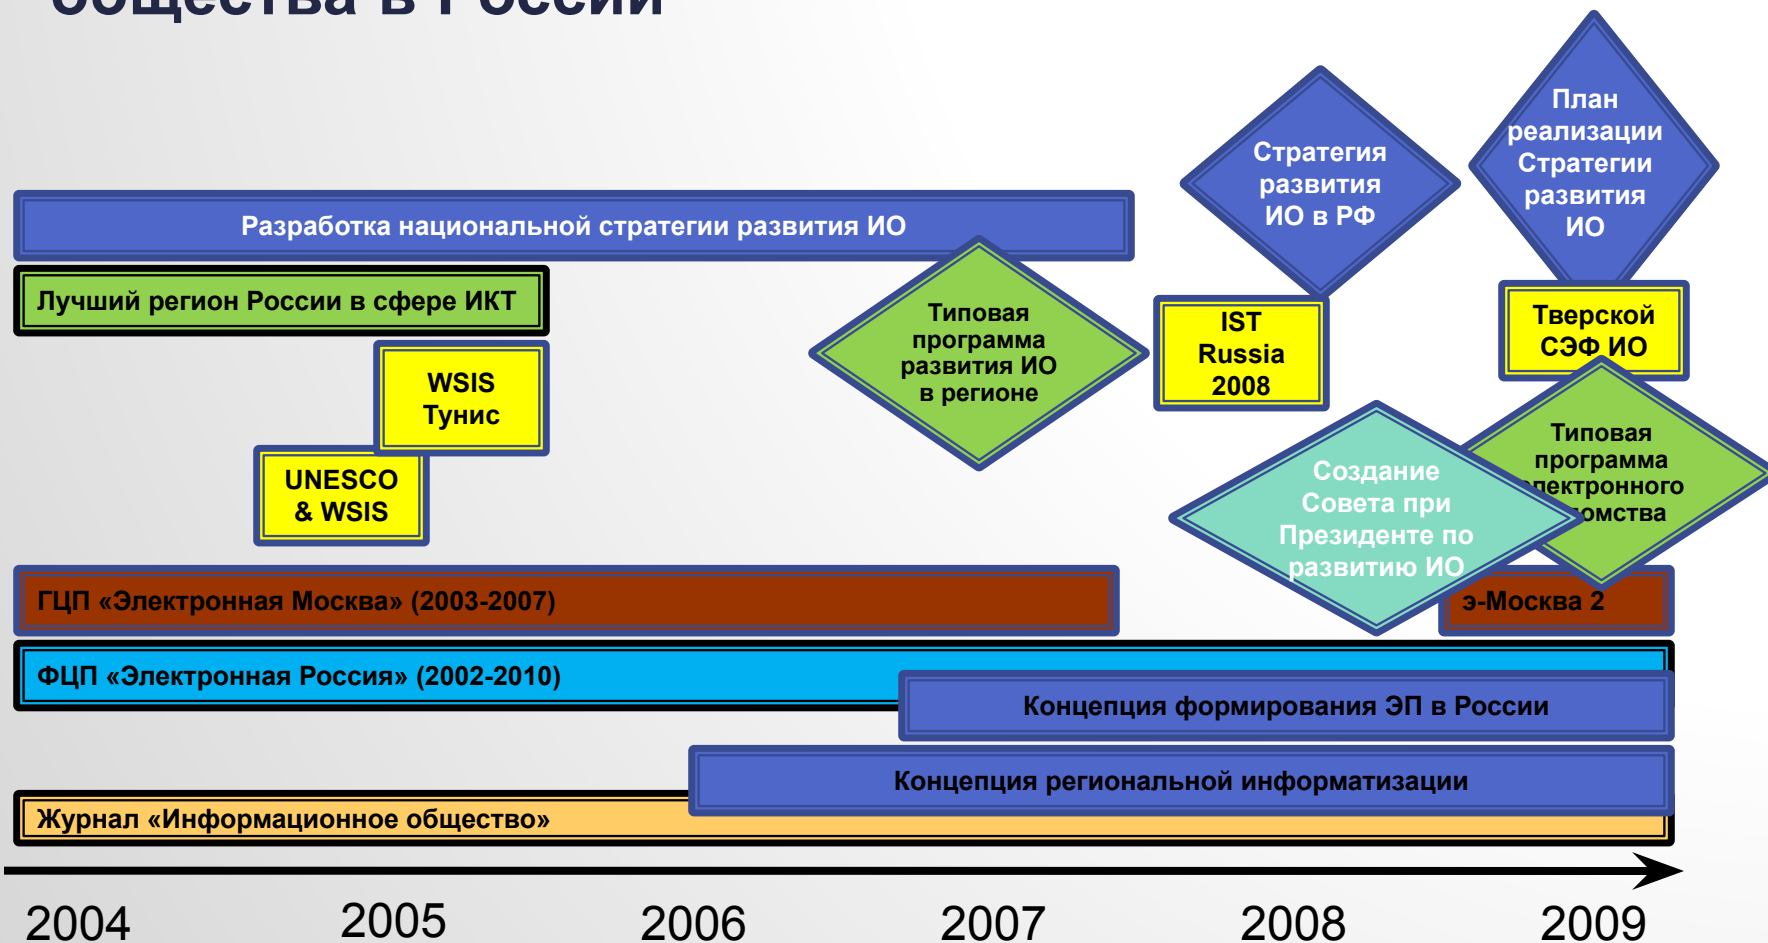 общества в России
План
реализации
Стратегии
развития
ИО
Стратегия
развития
ИО в РФ
Разработка национальной стратегии развития ИО
Лучший регион России в сфере ИКТ
Типовая
программа
развития ИО
в регионе
IST
Russia
2008
Тверской
СЭФ ИО
WSIS
Тунис
UNESCO
& WSIS
Типовая
программа
Создание
Совета при
Президенте по
развитию ИО
ГЦП «Электронная Москва» (2003-2007)
э-Москва 2
ФЦП «Электронная Россия» (2002-2010)
Концепция формирования ЭП в России
Концепция региональной информатизации
Журнал «Информационное общество»
2004 2005 2006 2007 2008 2009